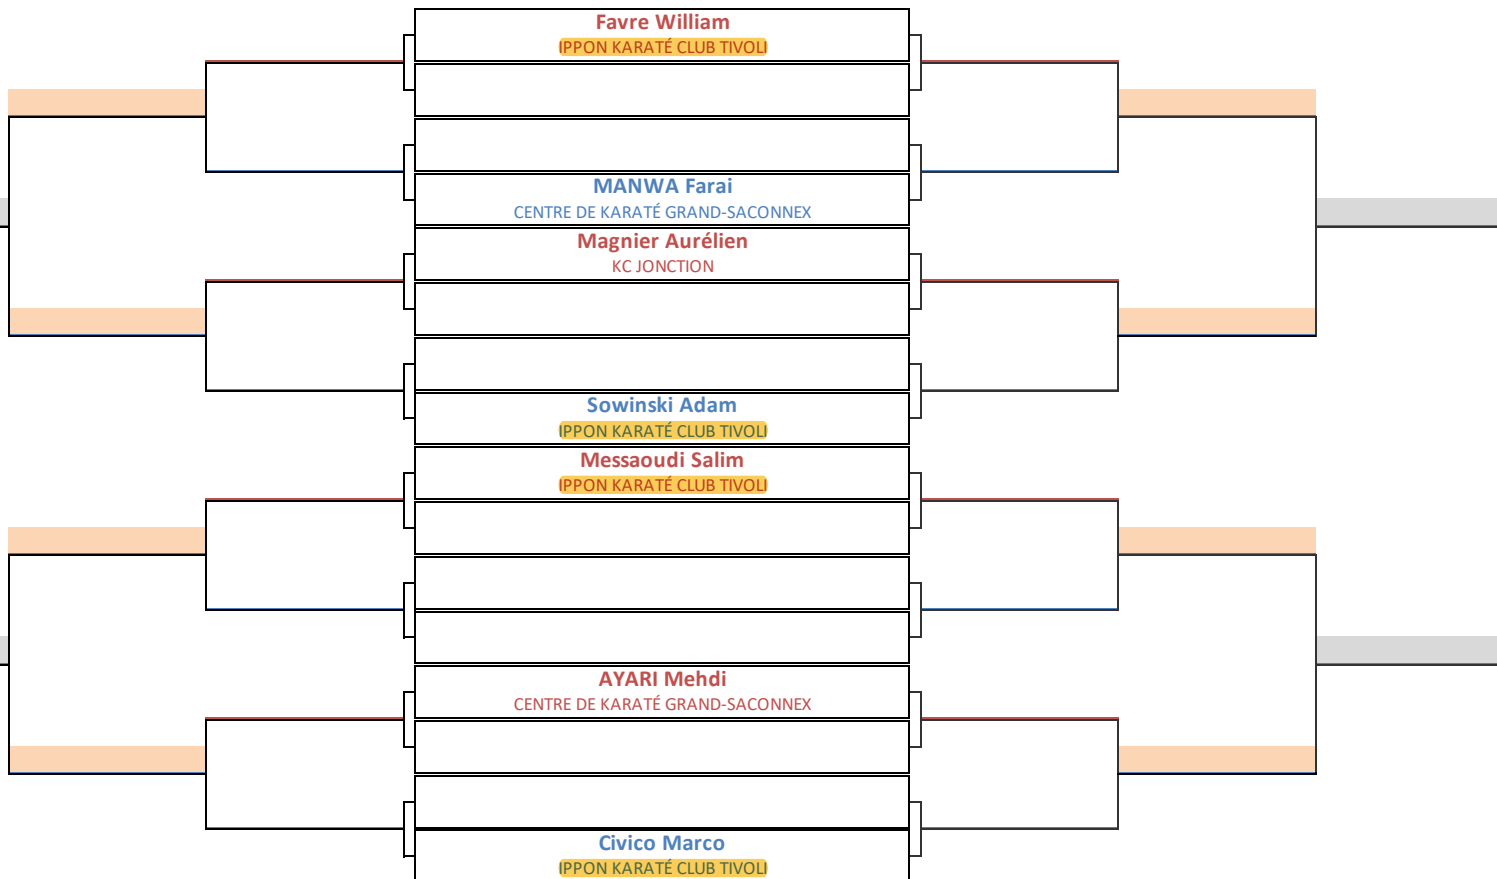 Favre William
IPPON KARATÉ CLUB TIVOLI
MANWA Farai
CENTRE DE KARATÉ GRAND-SACONNEX
Magnier Aurélien
KC JONCTION
Sowinski Adam
IPPON KARATÉ CLUB TIVOLI
Messaoudi Salim
IPPON KARATÉ CLUB TIVOLI
AYARI Mehdi
CENTRE DE KARATÉ GRAND-SACONNEX
Civico Marco
IPPON KARATÉ CLUB TIVOLI